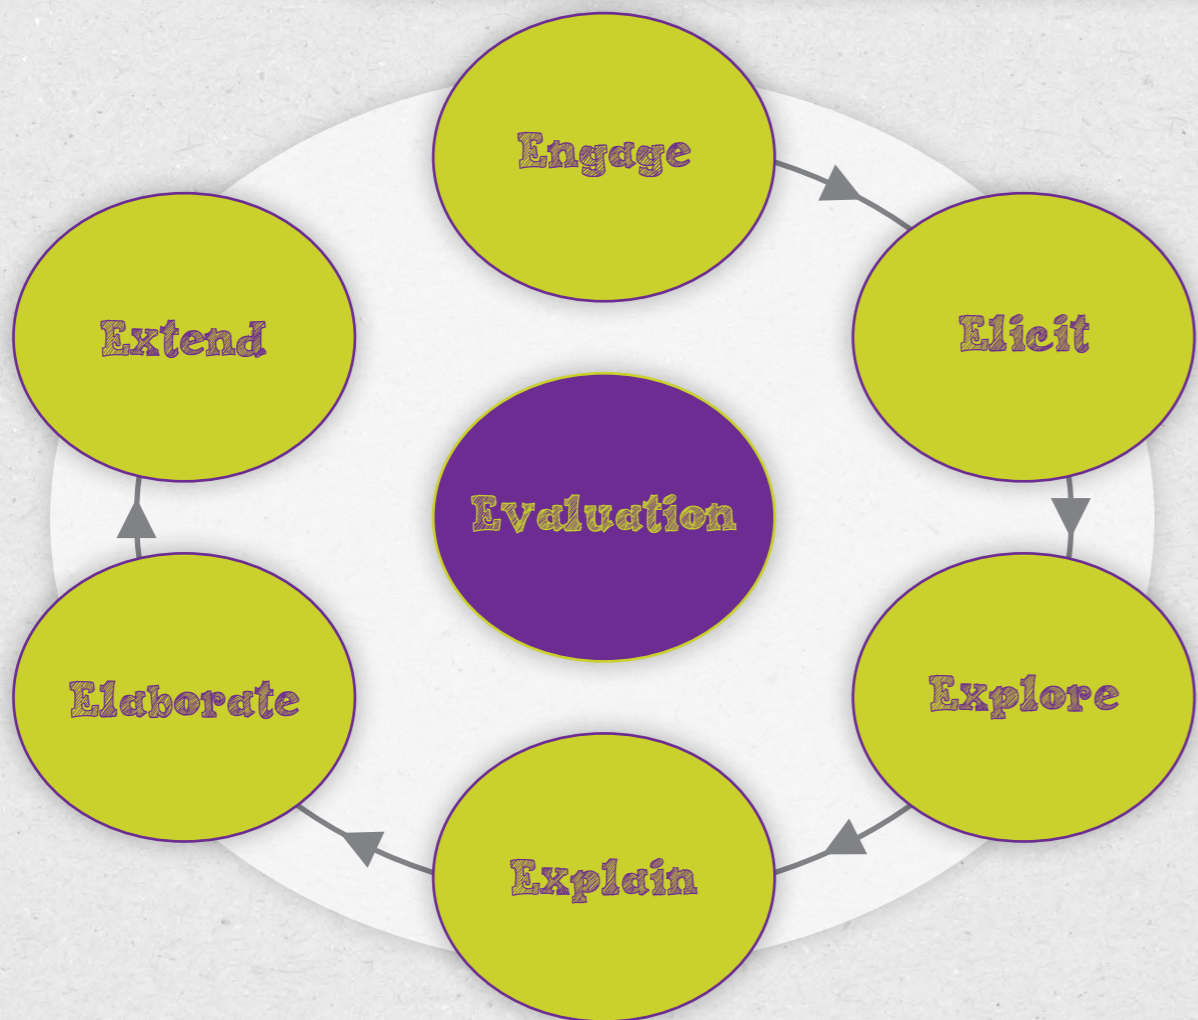 Engage
Elicit
Explore
Explain
Elaborate
Extend
Evaluation